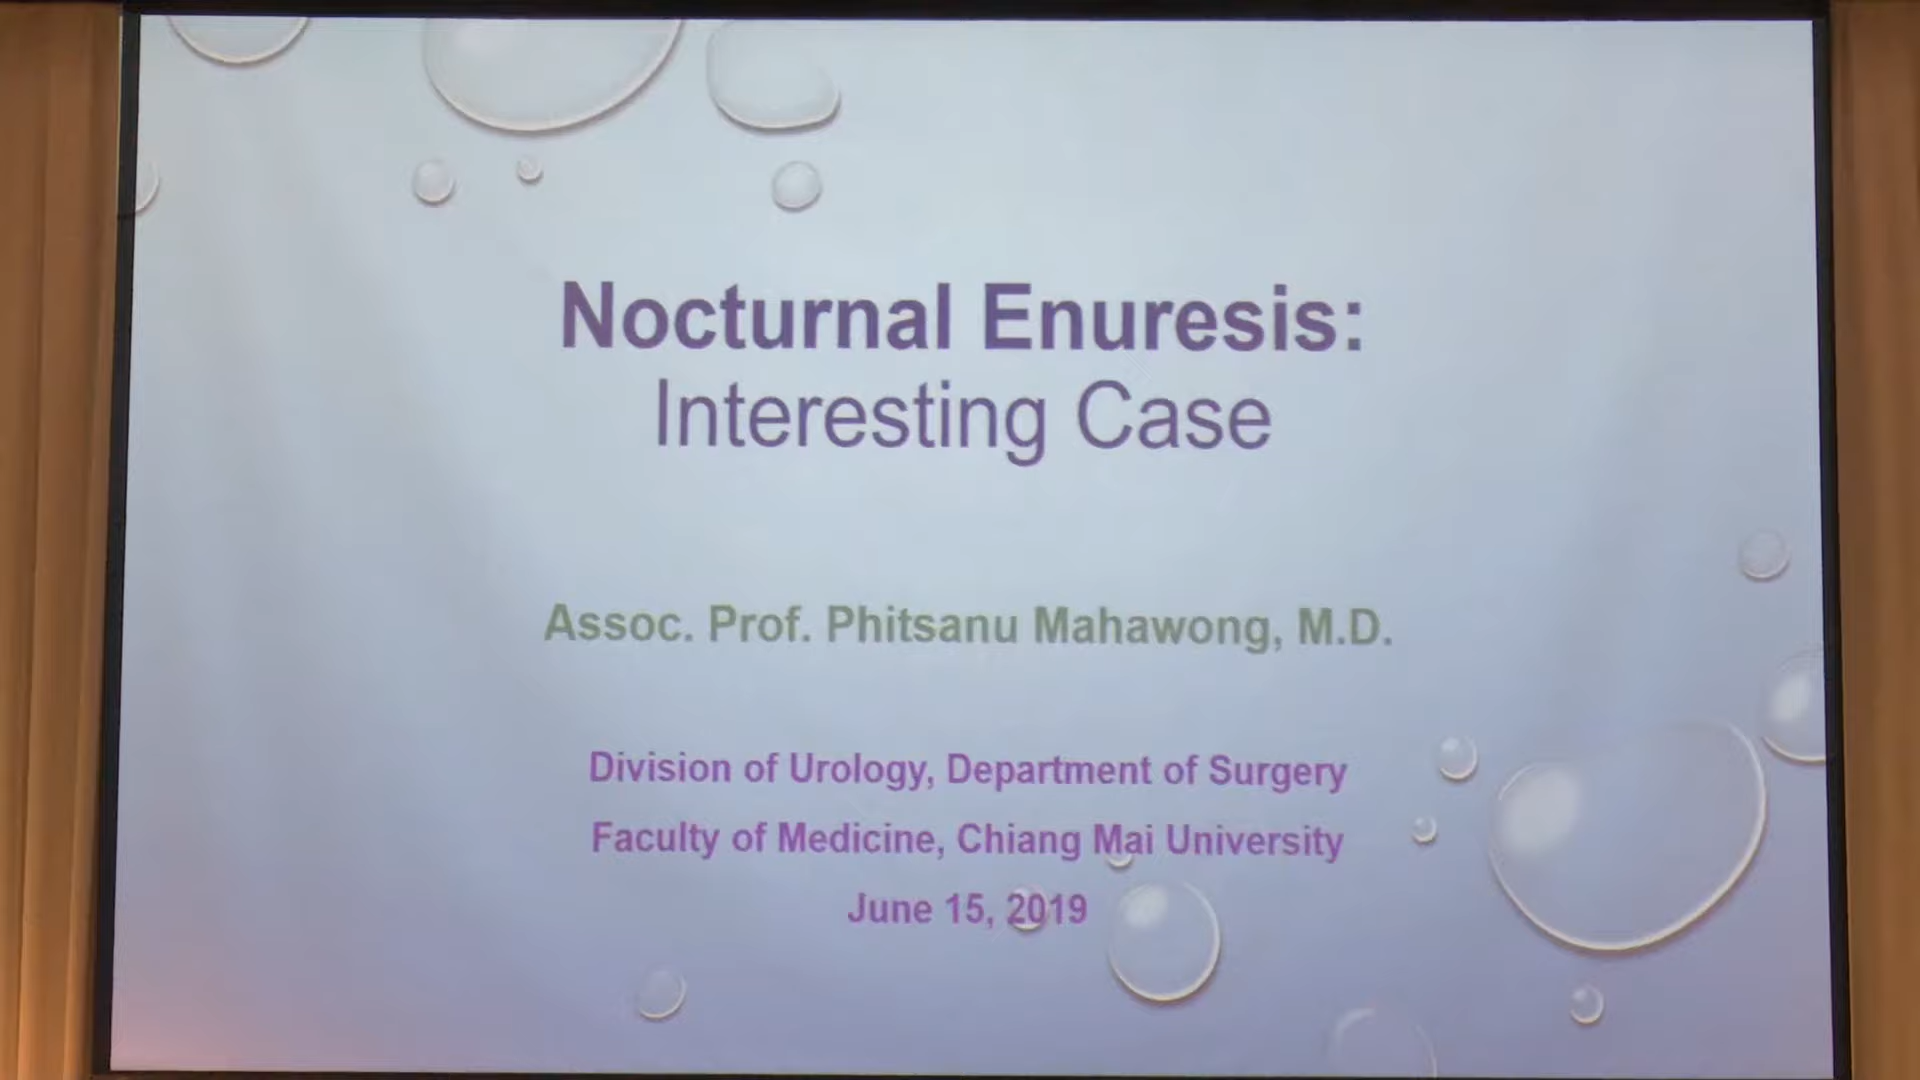 Nocturnal Enuresis:
Interesting Case
Assoc. Prof. Phitsanu Mahawong, M.D.
Division of Urology, Department of Surgery
Faculty of Medicine, Chiang Mai University
June 15, 2019